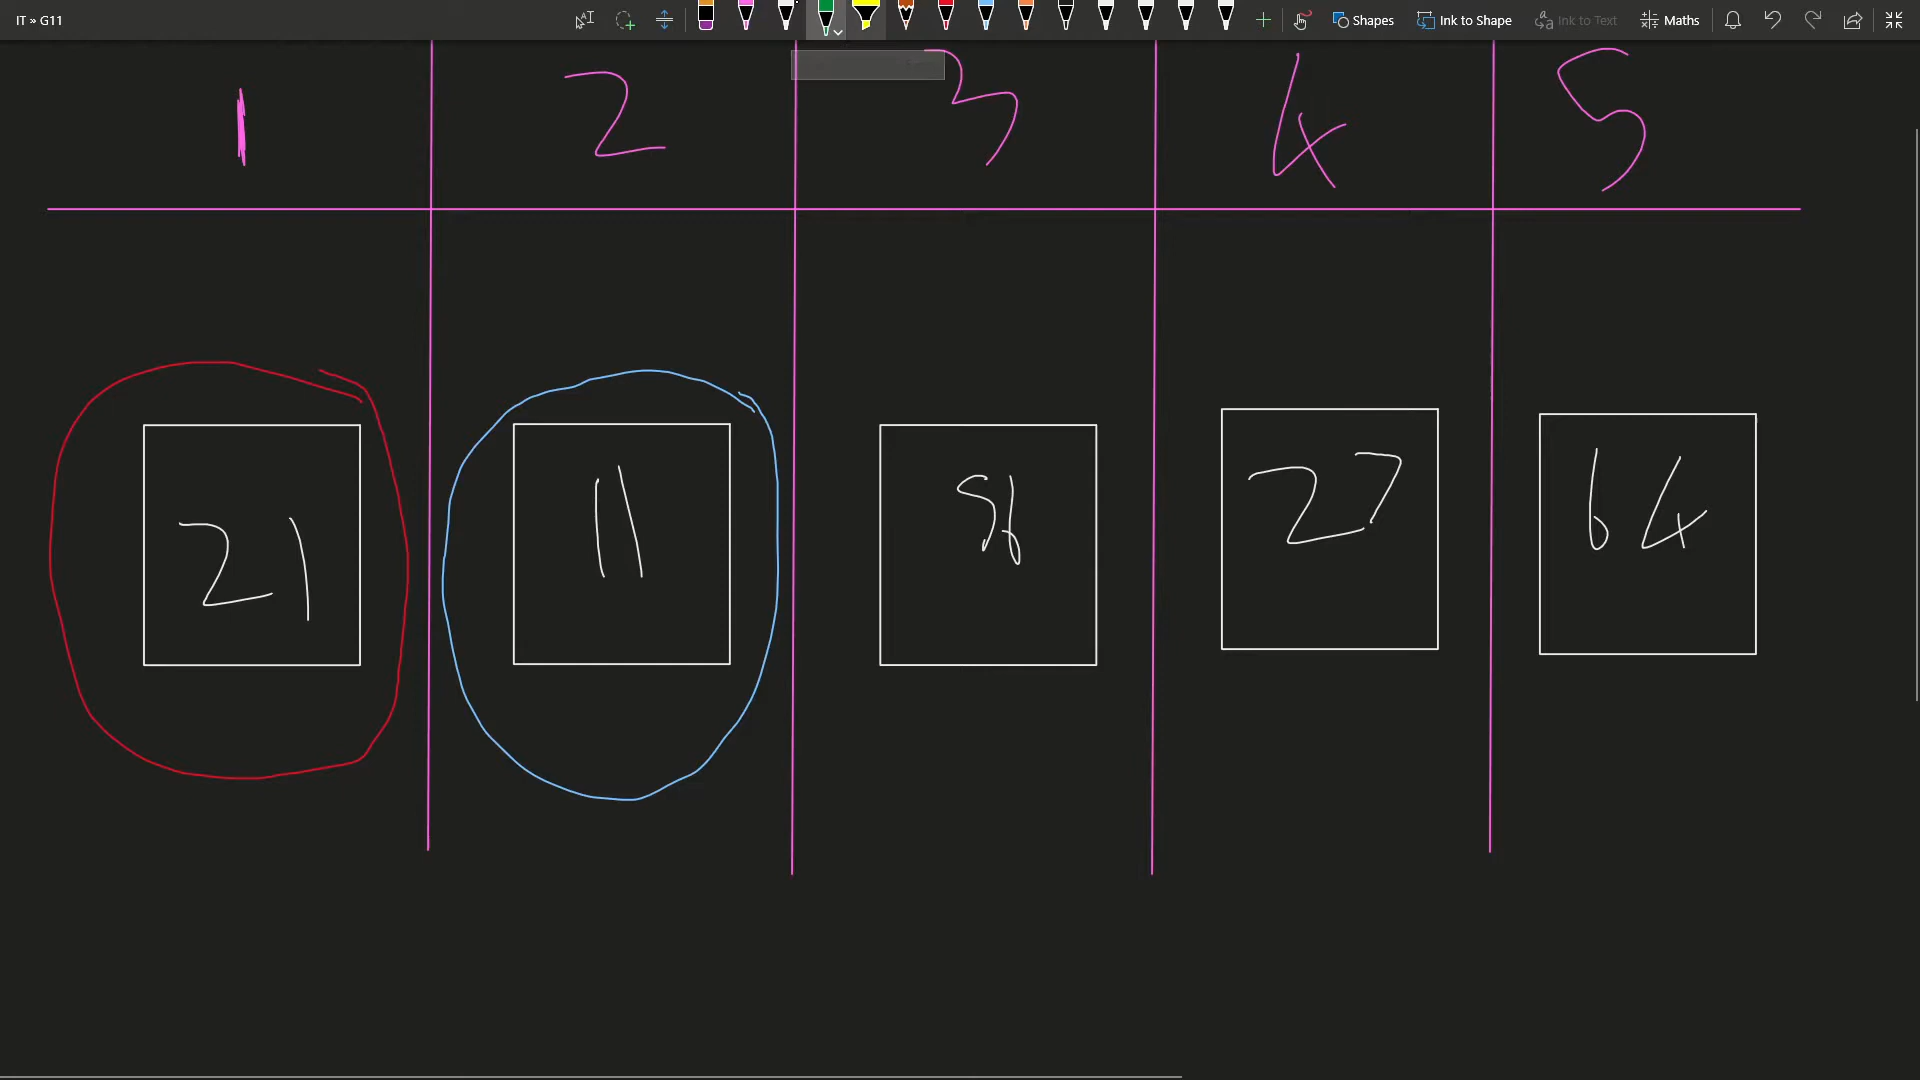 IT » G11
Shapes
Ink to Shape
Ink to Text
Maths
1 2 3 4 5
21 11 27 64